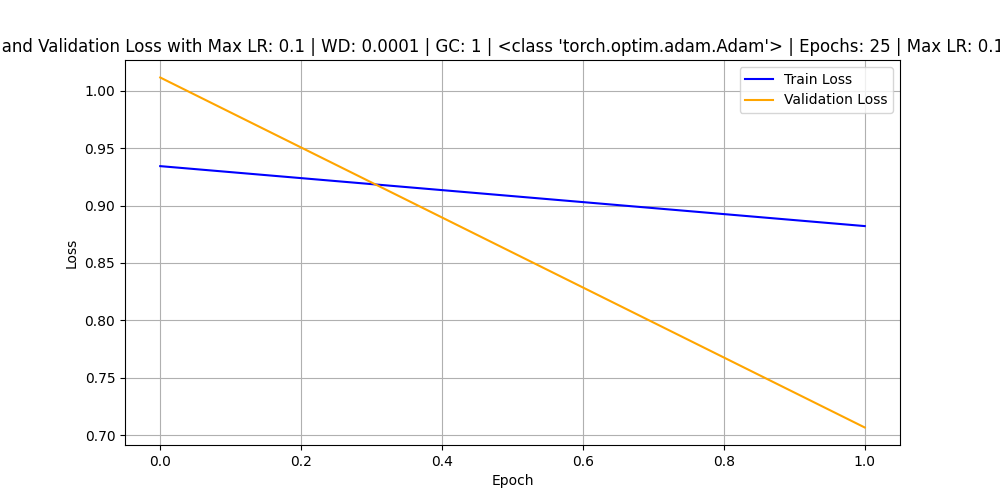 and Validation Loss with Max LR: 0.1 | WD: 0.0001 | GC: 1 | <class 'torch.optim.adam.Adam'> | Epochs: 25 | Max LR: 0.1
Train Loss
Validation Loss
1.00
0.95
0.90
0.85
0.80
0.75
0.70
Loss
0.0 0.2 0.4 0.6 0.8 1.0
Epoch